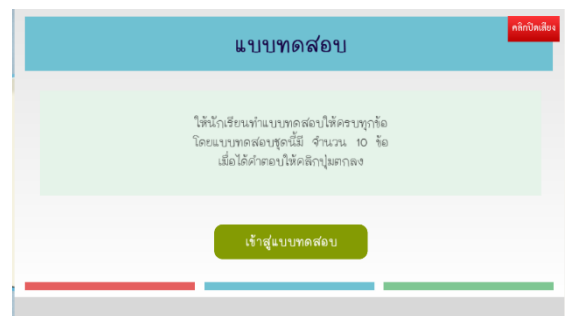 คลิกปิดเสียง
แบบทดสอบ
ให้นักเรียนทำแบบทดสอบให้ครบทุกข้อ
โดยแบบทดสอบชุดนี้มี จำนวน 10 ข้อ
เมื่อได้คำตอบให้คลิกปุ่มตกลง
เข้าสู่แบบทดสอบ